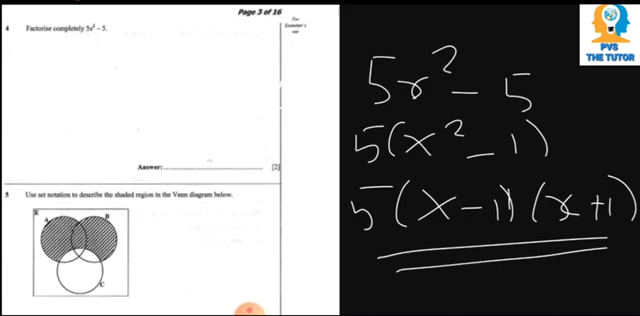 Page 3 of 16
For
Examiner's
use
4 Factorise completely 5x² – 5.
Answer: ........................................ [2]
5 Use set notation to describe the shaded region in the Venn diagram below.
E
A
B
C
5x² – 5
5(x² – 1)
5(x – 1)(x + 1)
PVS
THE TUTOR